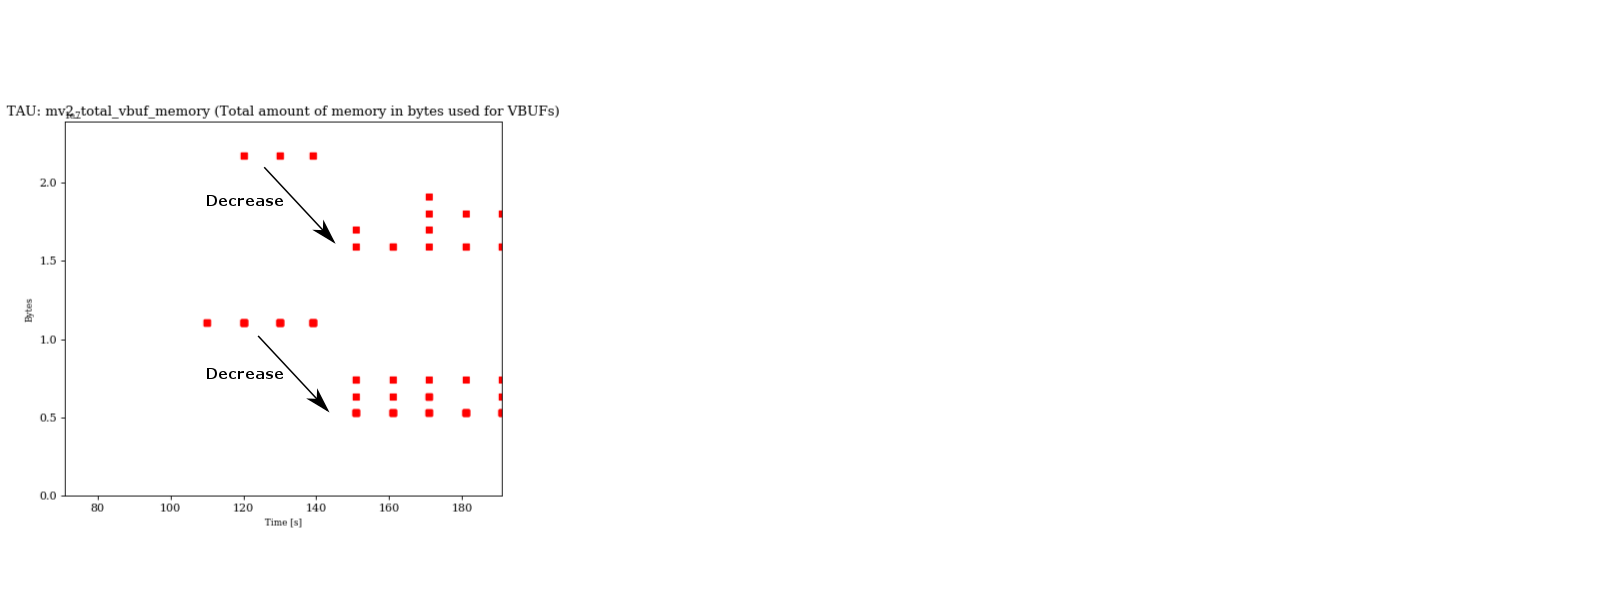 TAU: mv2_total_vbuf_memory (Total amount of memory in bytes used for VBUFs)
1e7
2.0
Decrease
1.5
Bytes
1.0
Decrease
0.5
0.0
80 100 120 140 160 180
Time [s]